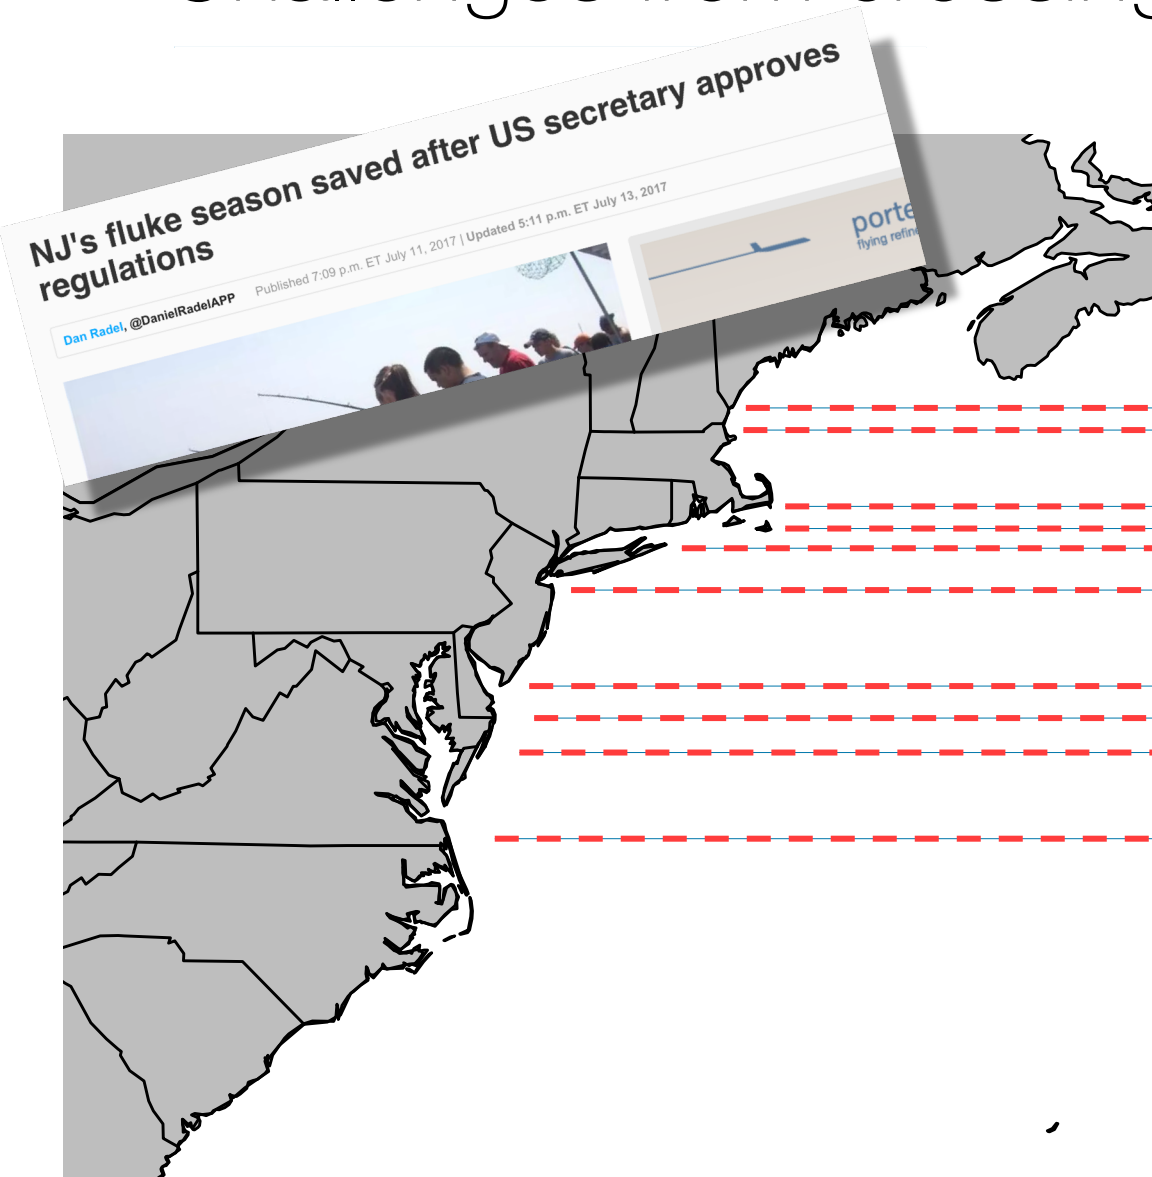 NJ's fluke season saved after US secretary approves
regulations
Dan Radel, @DanielRadelAPP
Published 7:09 p.m. ET July 11, 2017 | Updated 5:11 p.m. ET July 13, 2017
porte
flying refin